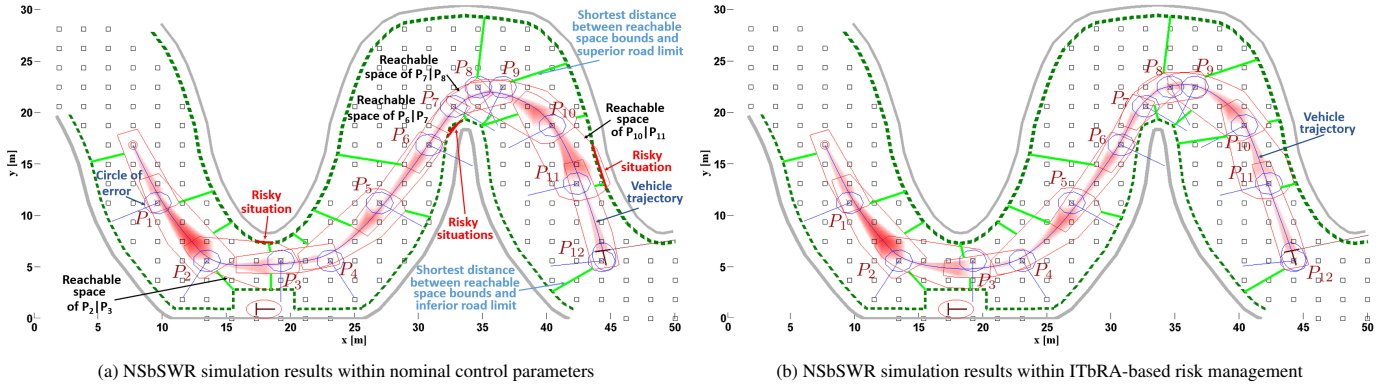 30
25
20
15
10
5
0
y [m]
0
5
10
15
20
25
30
35
40
45
50
x [m]
Shortest distance
between reachable
space bounds and
superior road limit
Reachable
space of P7|P8
Reachable
space of P6|P7
Reachable
space
of P10|P11
Risky
situation
Circle of
error
Risky
situation
Risky
situations
Vehicle
trajectory
Reachable
space
of P2|P3
Shortest distance
between reachable
space bounds and
inferior road limit
P1
P2
P3
P4
P5
P6
P7
P8
P9
P10
P11
P12
(a) NSbSWR simulation results within nominal control parameters
30
25
20
15
10
5
0
y [m]
0
5
10
15
20
25
30
35
40
45
50
x [m]
Vehicle
trajectory
P1
P2
P3
P4
P5
P6
P7
P8
P9
P10
P11
P12
(b) NSbSWR simulation results within ITbRA-based risk management